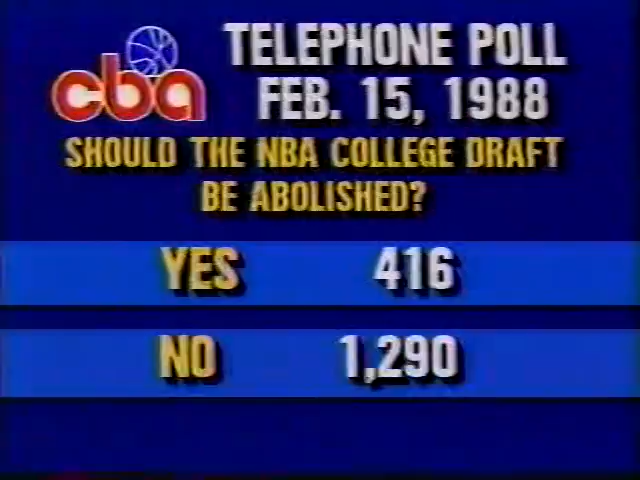 cba
TELEPHONE POLL
FEB. 15, 1988
SHOULD THE NBA COLLEGE DRAFT
BE ABOLISHED?
YES 416
NO 1,290